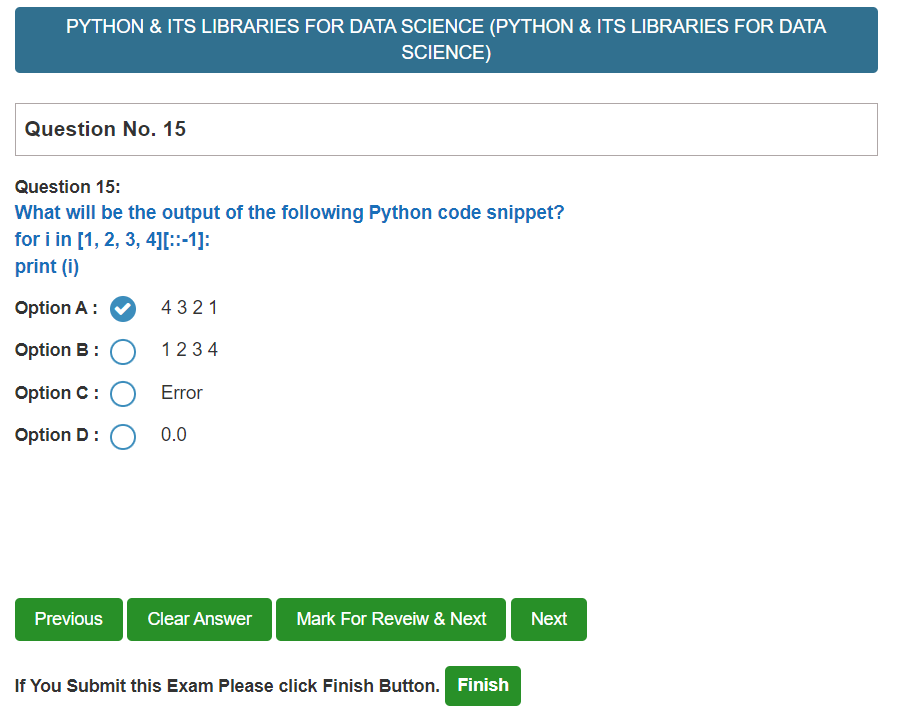 PYTHON & ITS LIBRARIES FOR DATA SCIENCE (PYTHON & ITS LIBRARIES FOR DATA
SCIENCE)
Question No. 15
Question 15:
What will be the output of the following Python code snippet?
for i in [1, 2, 3, 4][::-1]:
print (i)
Option A : 4 3 2 1
Option B : 1 2 3 4
Option C : Error
Option D : 0.0
Previous Clear Answer Mark For Reveiw & Next Next
If You Submit this Exam Please click Finish Button. Finish